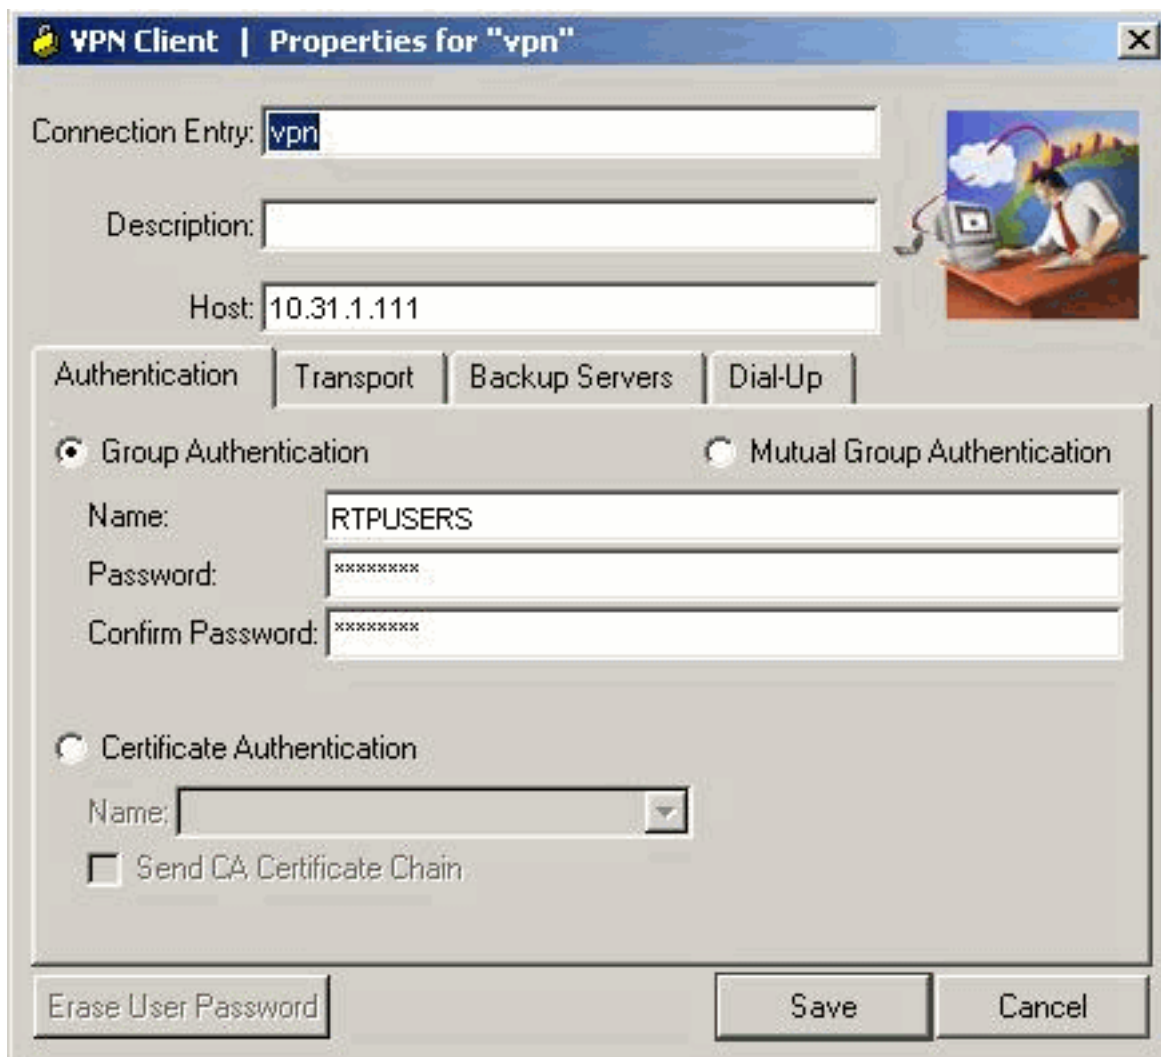 VPN Client | Properties for "vpn"
Connection Entry: vpn
Description:
Host: 10.31.1.111
Authentication Transport Backup Servers Dial-Up
Group Authentication Mutual Group Authentication
Name: RTPUSERS
Password: ********
Confirm Password: ********
Certificate Authentication
Name:
Send CA Certificate Chain
Erase User Password Save Cancel